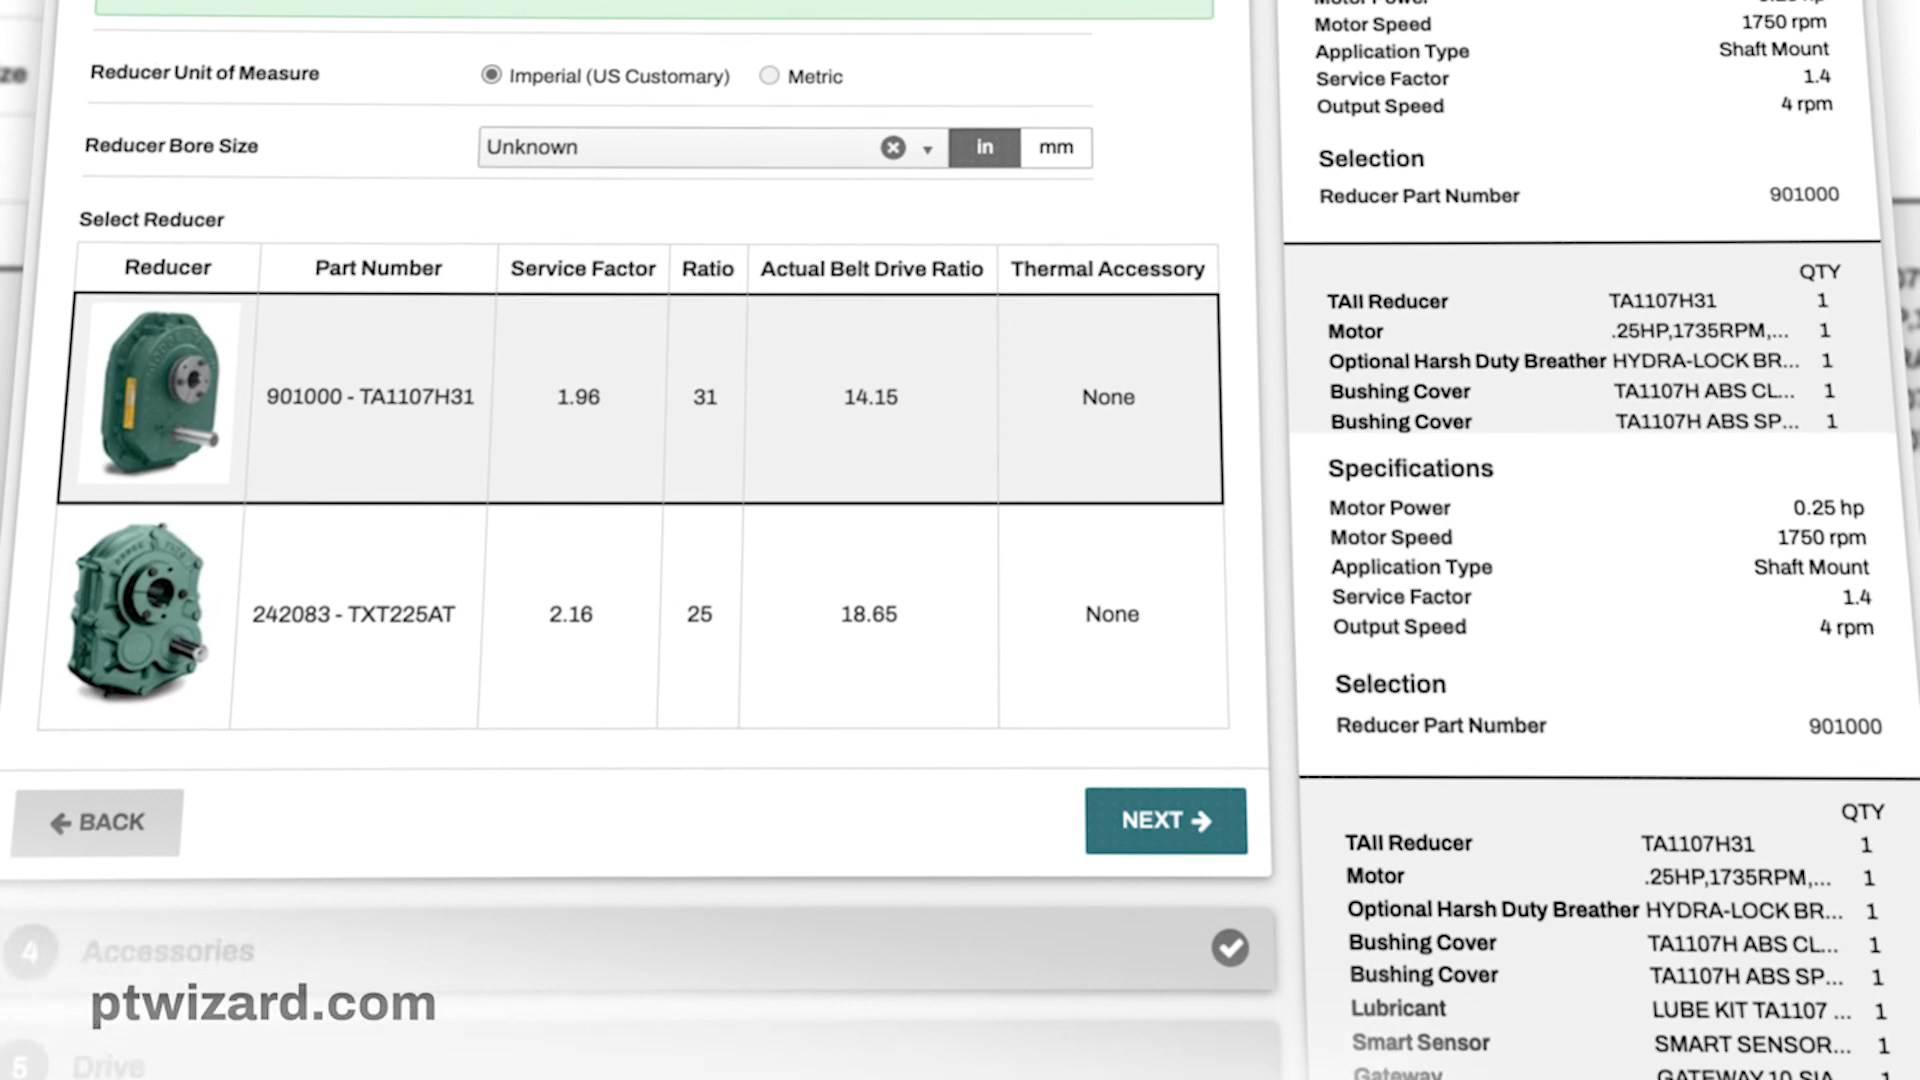 Reducer Unit of Measure
Imperial (US Customary)
Metric
Reducer Bore Size
Unknown
in
mm
Select Reducer
Reducer Part Number Service Factor Ratio Actual Belt Drive Ratio Thermal Accessory
901000 - TA1107H31 1.96 31 14.15 None
242083 - TXT225AT 2.16 25 18.65 None
BACK
NEXT
4 Accessories
ptwizard.com
5 Drive
Motor Speed 1750 rpm
Application Type Shaft Mount
Service Factor 1.4
Output Speed 4 rpm
Selection
Reducer Part Number 901000
QTY
TAII Reducer TA1107H31 1
Motor .25HP,1735RPM,... 1
Optional Harsh Duty Breather HYDRA-LOCK BR... 1
Bushing Cover TA1107H ABS CL... 1
Bushing Cover TA1107H ABS SP... 1
Specifications
Motor Power 0.25 hp
Motor Speed 1750 rpm
Application Type Shaft Mount
Service Factor 1.4
Output Speed 4 rpm
Selection
Reducer Part Number 901000
QTY
TAII Reducer TA1107H31 1
Motor .25HP,1735RPM,... 1
Optional Harsh Duty Breather HYDRA-LOCK BR... 1
Bushing Cover TA1107H ABS CL... 1
Bushing Cover TA1107H ABS SP... 1
Lubricant LUBE KIT TA1107 ... 1
Smart Sensor SMART SENSOR... 1
Gateway